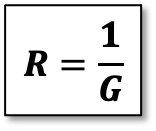 R = 1/G